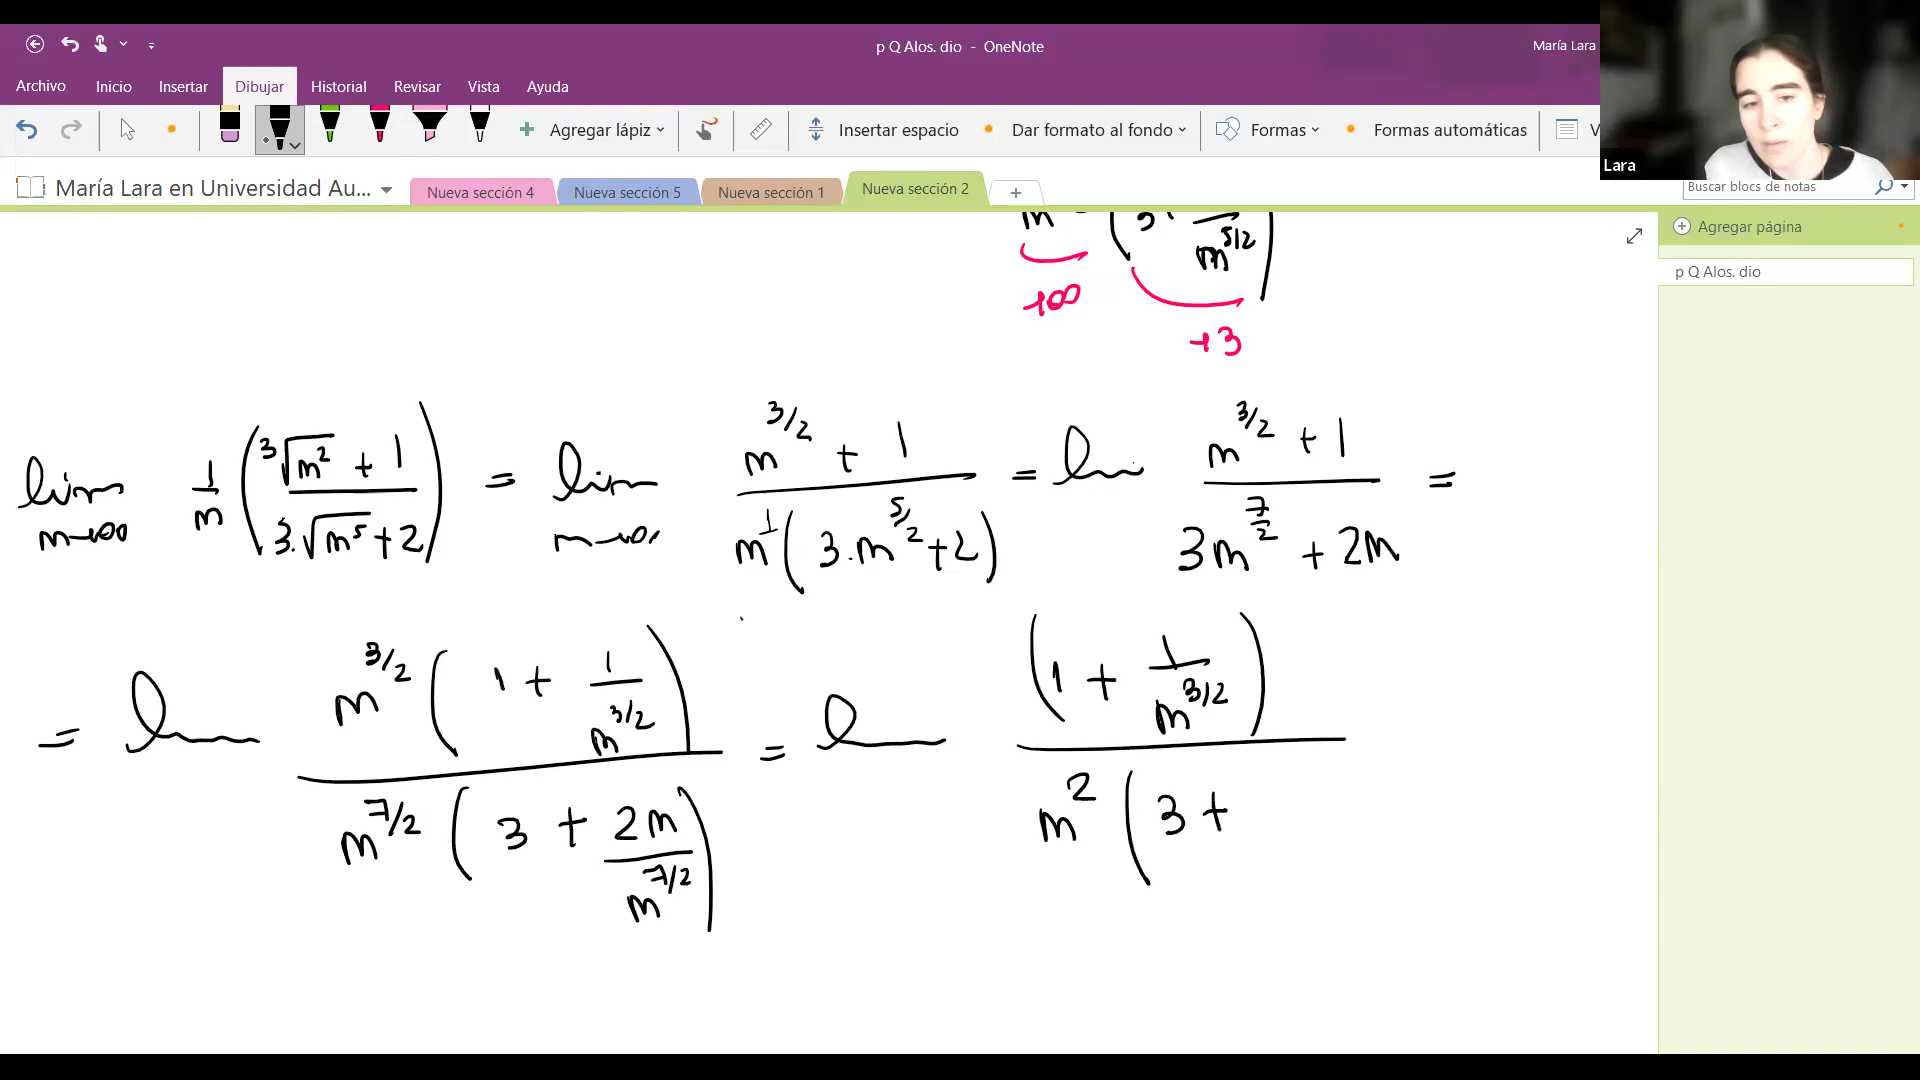 p Q Alos. dio - OneNote
María Lara
Archivo Inicio Insertar Dibujar Historial Revisar Vista Ayuda
Agregar lápiz Insertar espacio Dar formato al fondo Formas Formas automáticas V
Lara
María Lara en Universidad Au... Nueva sección 4 Nueva sección 5 Nueva sección 1 Nueva sección 2 + Buscar blocs de notas
Agregar página
p Q Alos. dio
m (3 + — / m^5/2)
+∞
+3
lim m→∞ 1/m (³√m² + 1 / 3.√m⁵ + 2) = lim m→∞ m^3/2 + 1 / m^1 (3.m^5/2 + 2) = lim m^3/2 + 1 / 3m^7/2 + 2m =
= lim m^3/2 (1 + 1/m^3/2) / m^7/2 (3 + 2m/m^7/2) = lim (1 + 1/m^3/2) / m² (3 +